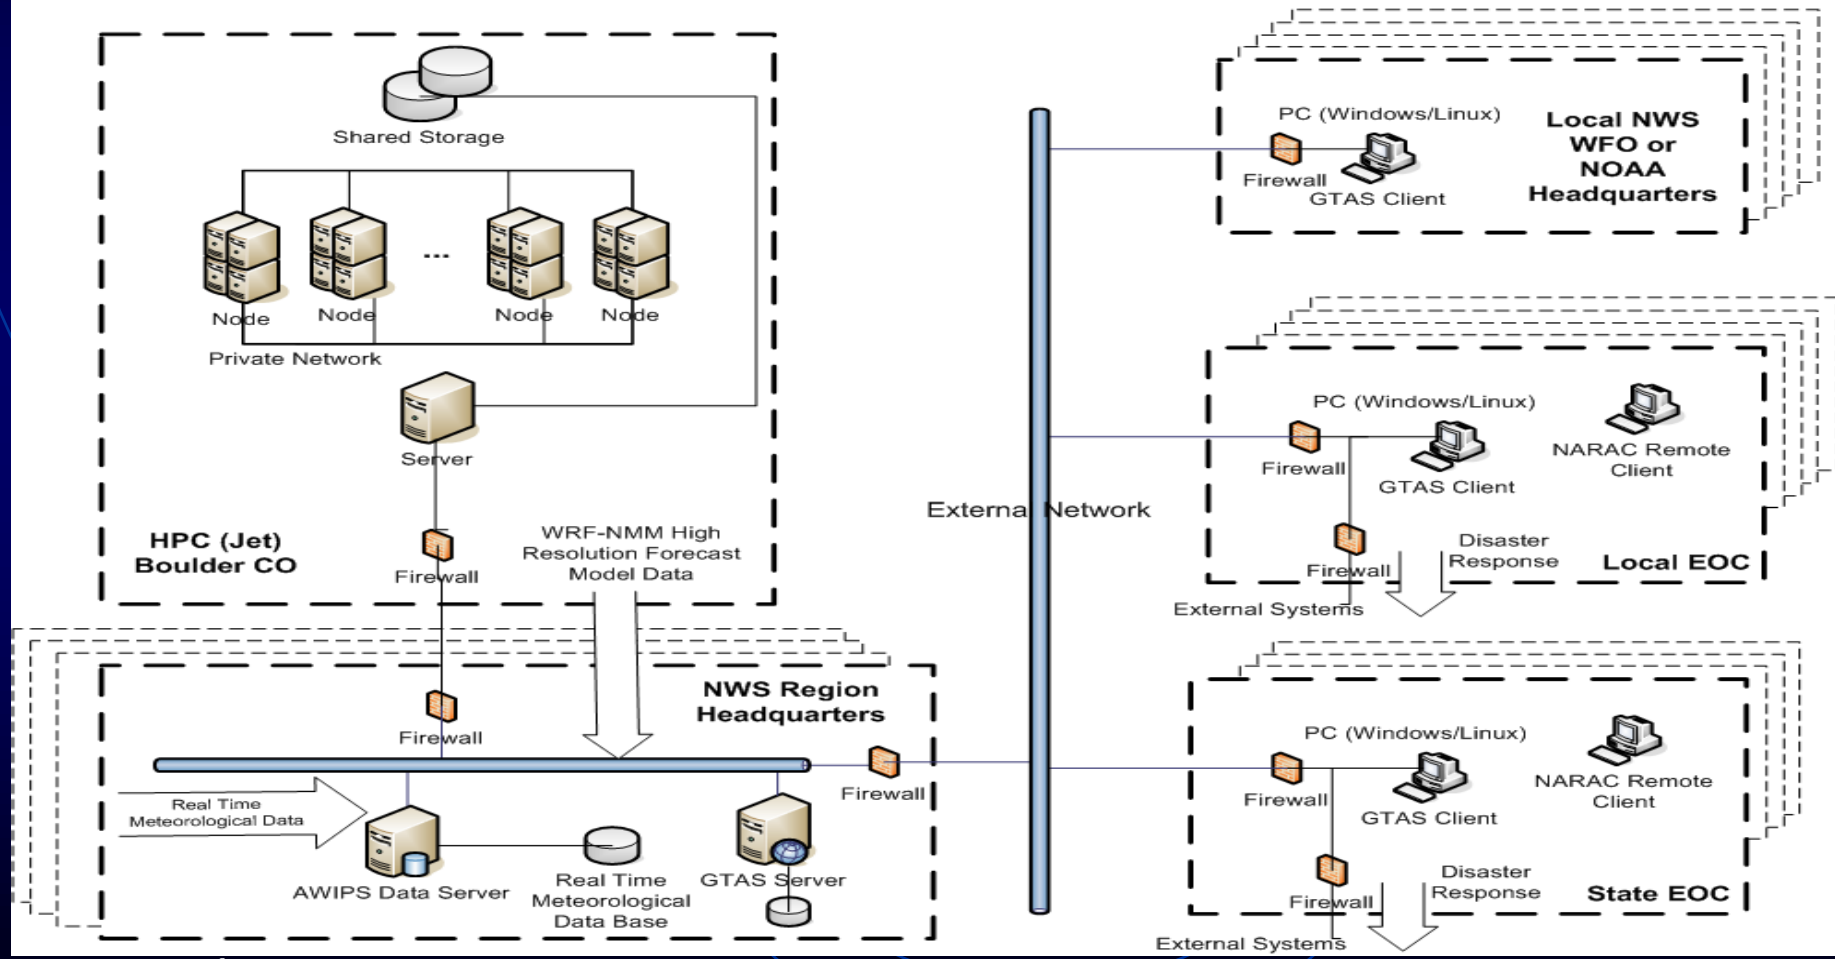 Shared Storage
...
Node
Node
Node
Node
Private Network
Server
HPC (Jet)
Boulder CO
Firewall
WRF-NMM High
Resolution Forecast
Model Data
NWS Region
Headquarters
Firewall
Firewall
Real Time
Meteorological Data
AWIPS Data Server
Real Time
Meteorological
Data Base
GTAS Server
External Network
PC (Windows/Linux)
Firewall
GTAS Client
Local NWS
WFO or
NOAA
Headquarters
PC (Windows/Linux)
Firewall
GTAS Client
NARAC Remote
Client
Firewall
Disaster
Response
Local EOC
External Systems
PC (Windows/Linux)
Firewall
GTAS Client
NARAC Remote
Client
Firewall
Disaster
Response
State EOC
External Systems